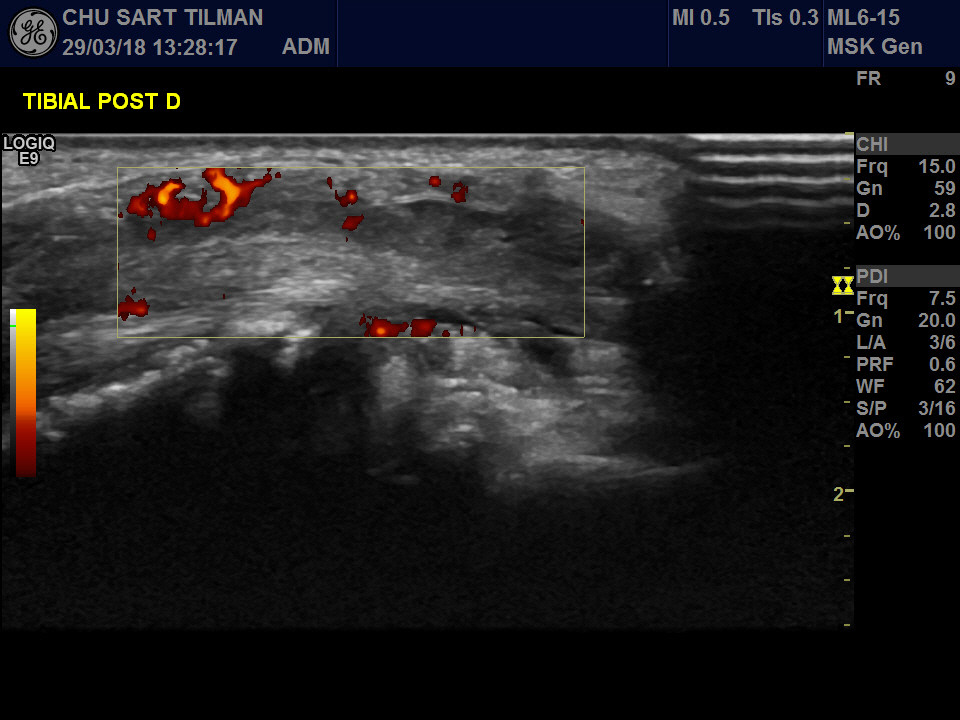 CHU SART TILMAN
29/03/18 13:28:17 ADM
MI 0.5 TIs 0.3
ML6-15
MSK Gen
FR 9
TIBIAL POST D
LOGIQ
E9
CHI
Frq 15.0
Gn 59
D 2.8
AO% 100
PDI
Frq 7.5
Gn 20.0
L/A 3/6
PRF 0.6
WF 62
S/P 3/16
AO% 100
1
2